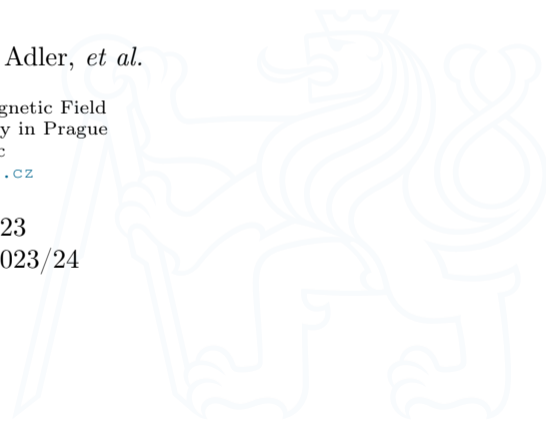 Adler, et al.
gnetic Field
y in Prague
c
.cz
23
023/24